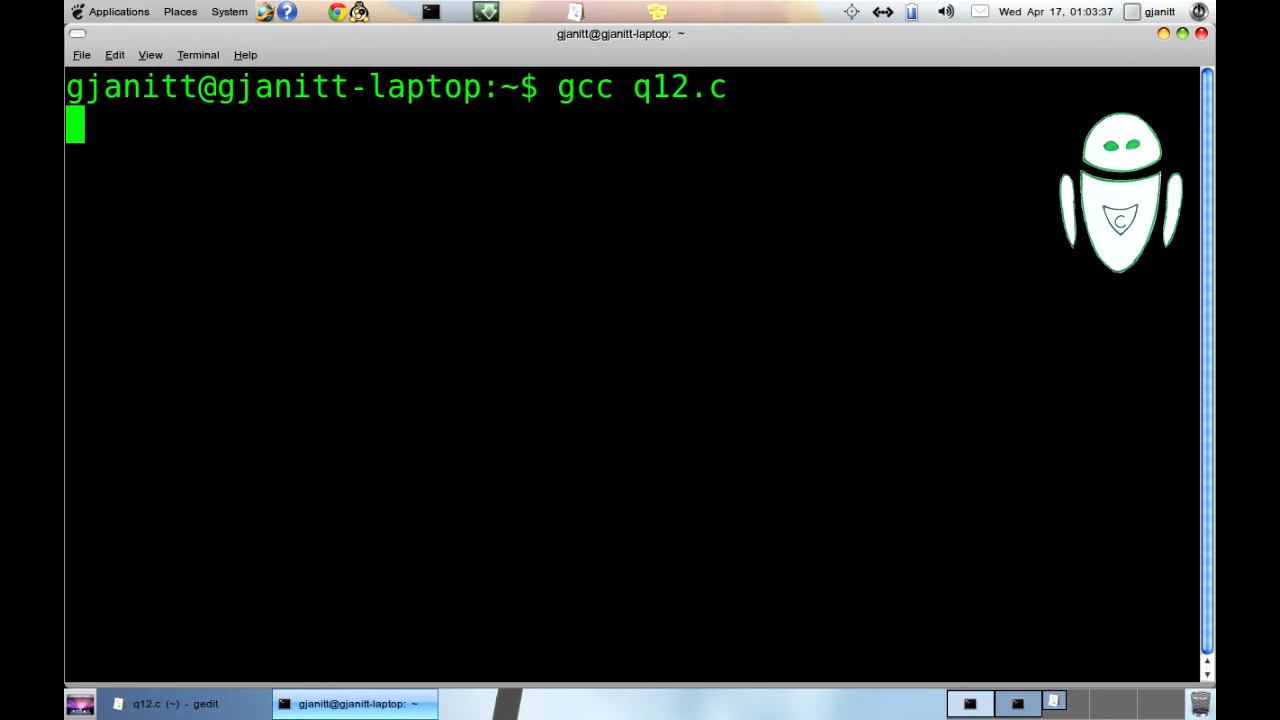 Applications Places System Wed Apr 17, 01:03:37 gjanitt
gjanitt@gjanitt-laptop: ~
File Edit View Terminal Help
gjanitt@gjanitt-laptop:~$ gcc q12.c
C
q12.c (~) - gedit gjanitt@gjanitt-laptop: ~